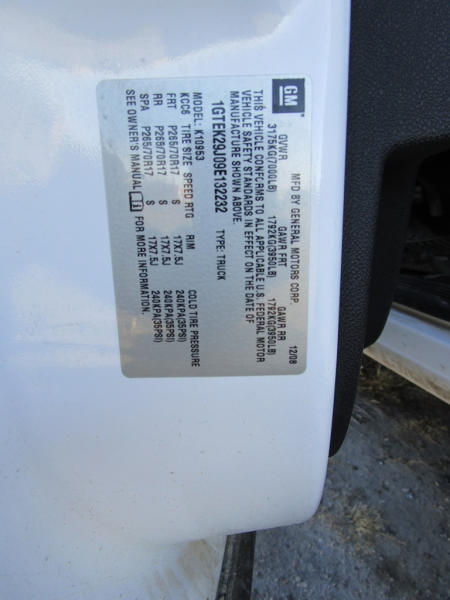 GM
MFD BY GENERAL MOTORS CORP. 12/08
GVWR GAWR FRT GAWR RR
3175KG(7000LB) 1792KG(3950LB) 1792KG(3950LB)
THIS VEHICLE CONFORMS TO ALL APPLICABLE U.S. FEDERAL MOTOR
VEHICLE SAFETY STANDARDS IN EFFECT ON THE DATE OF
MANUFACTURE SHOWN ABOVE.
1GTEK29J09E132232 TYPE: TRUCK
MODEL: K10953
KCC6 TIRE SIZE SPEED RTG RIM COLD TIRE PRESSURE
FRT P265/70R17 S 17X7.5J 240KPA(35PSI)
RR P265/70R17 S 17X7.5J 240KPA(35PSI)
SPA P265/70R17 S 17X7.5J 240KPA(35PSI)
SEE OWNER'S MANUAL FOR MORE INFORMATION.